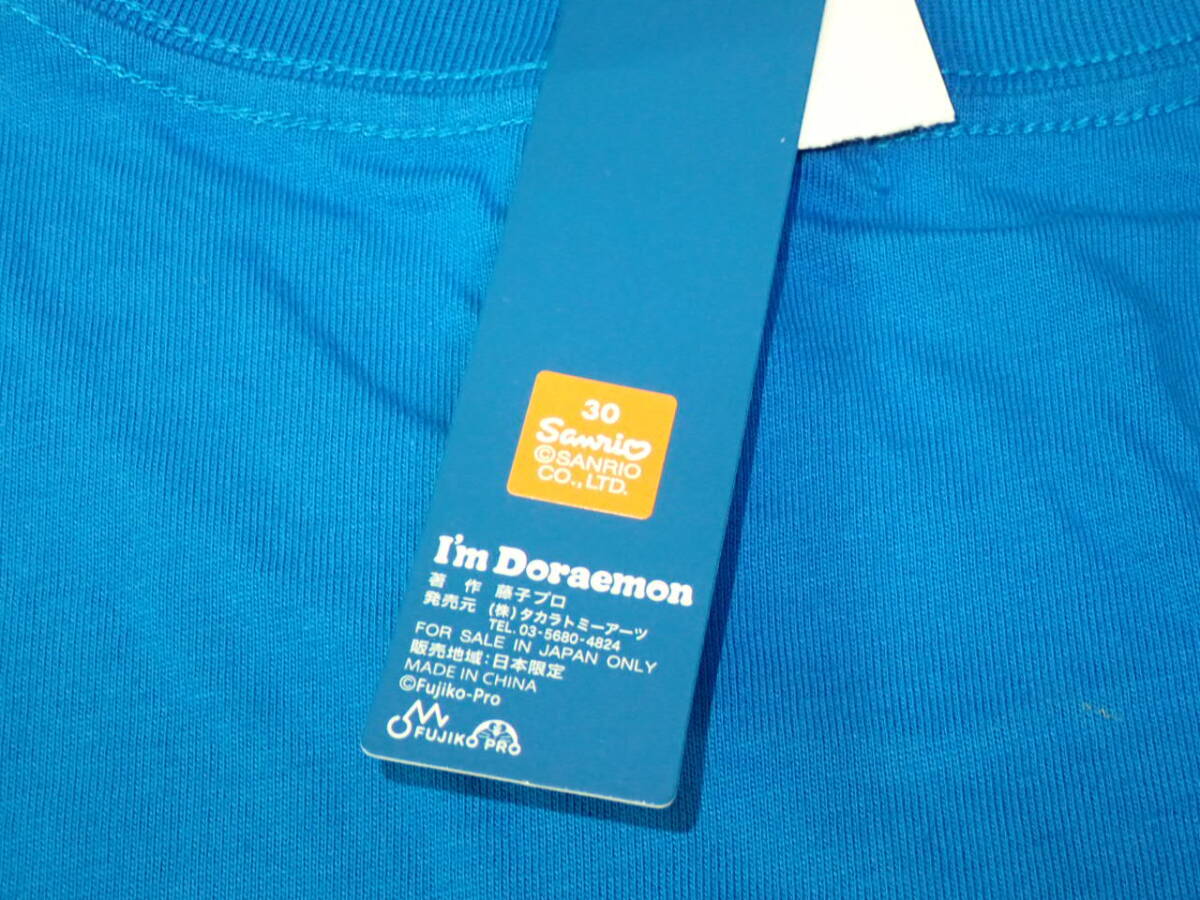 30
Sanrio
©SANRIO
CO., LTD.
I'm Doraemon
著 作 藤子プロ
発売元 (株)タカラトミーアーツ
TEL. 03-5680-4824
FOR SALE IN JAPAN ONLY
販売地域:日本限定
MADE IN CHINA
©Fujiko-Pro
FUJIKO PRO